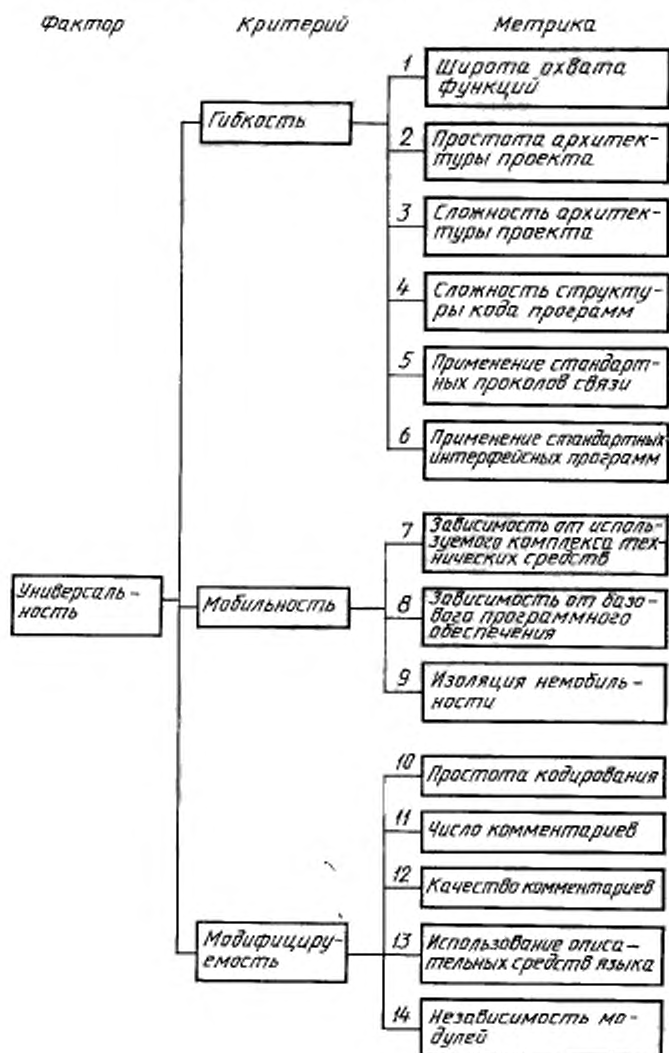 Фактор
Критерий
Метрика
1
Широта охвата
функций
Гибкость
2
Простота архитек-
туры проекта
3
Сложность архитек-
туры проекта
4
Сложность структу-
ры кода программ
5
Применение стандарт-
ных проколов связи
6
Применение стандартных
интерфейсных программ
7
Зависимость от исполь-
зуемого комплекса тех-
нических средств
Универсаль-
ность
Мобильность
8
Зависимость от базо-
вого программного
обеспечения
9
Изоляция немобиль-
ности
10
Простота кодирования
11
Число комментариев
12
Качество комментариев
Модифициру-
емость
13
Использование описа-
тельных средств языка
14
Независимость мо-
дулей